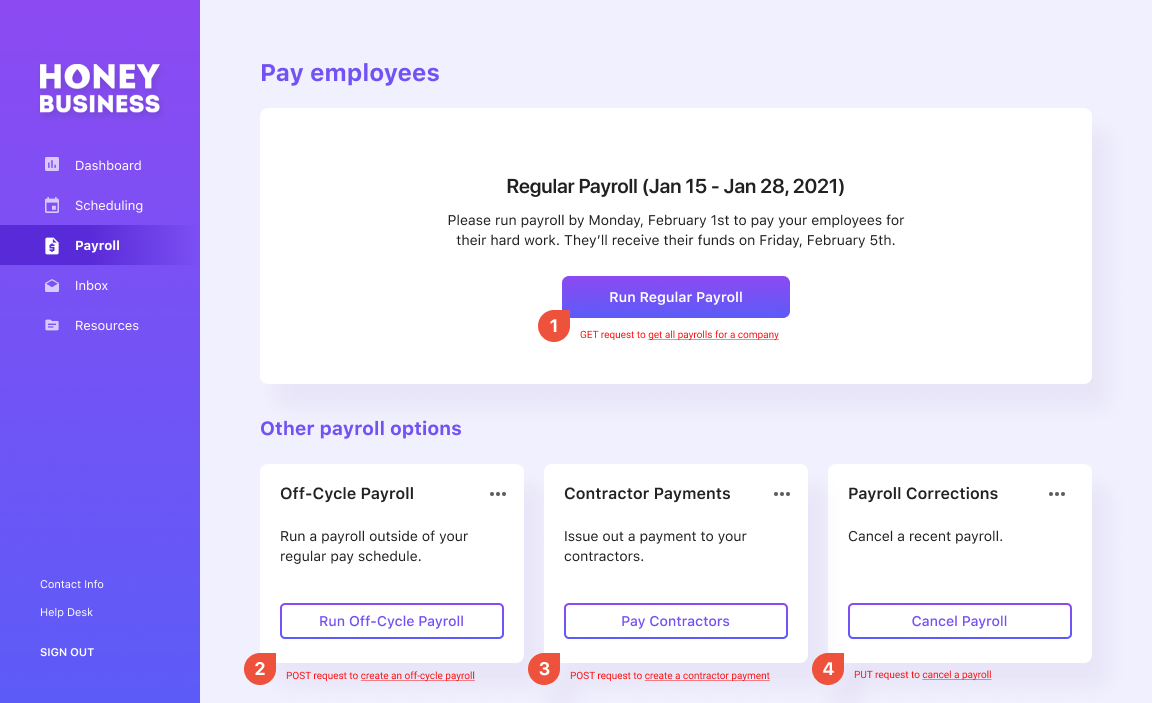 HONEY
BUSINESS
Dashboard
Scheduling
Payroll
Inbox
Resources
Contact Info
Help Desk
SIGN OUT
Pay employees
Regular Payroll (Jan 15 - Jan 28, 2021)
Please run payroll by Monday, February 1st to pay your employees for
their hard work. They’ll receive their funds on Friday, February 5th.
Run Regular Payroll
1
GET request to get all payrolls for a company
Other payroll options
Off-Cycle Payroll
Run a payroll outside of your
regular pay schedule.
Run Off-Cycle Payroll
2
POST request to create an off-cycle payroll
Contractor Payments
Issue out a payment to your
contractors.
Pay Contractors
3
POST request to create a contractor payment
Payroll Corrections
Cancel a recent payroll.
Cancel Payroll
4
PUT request to cancel a payroll